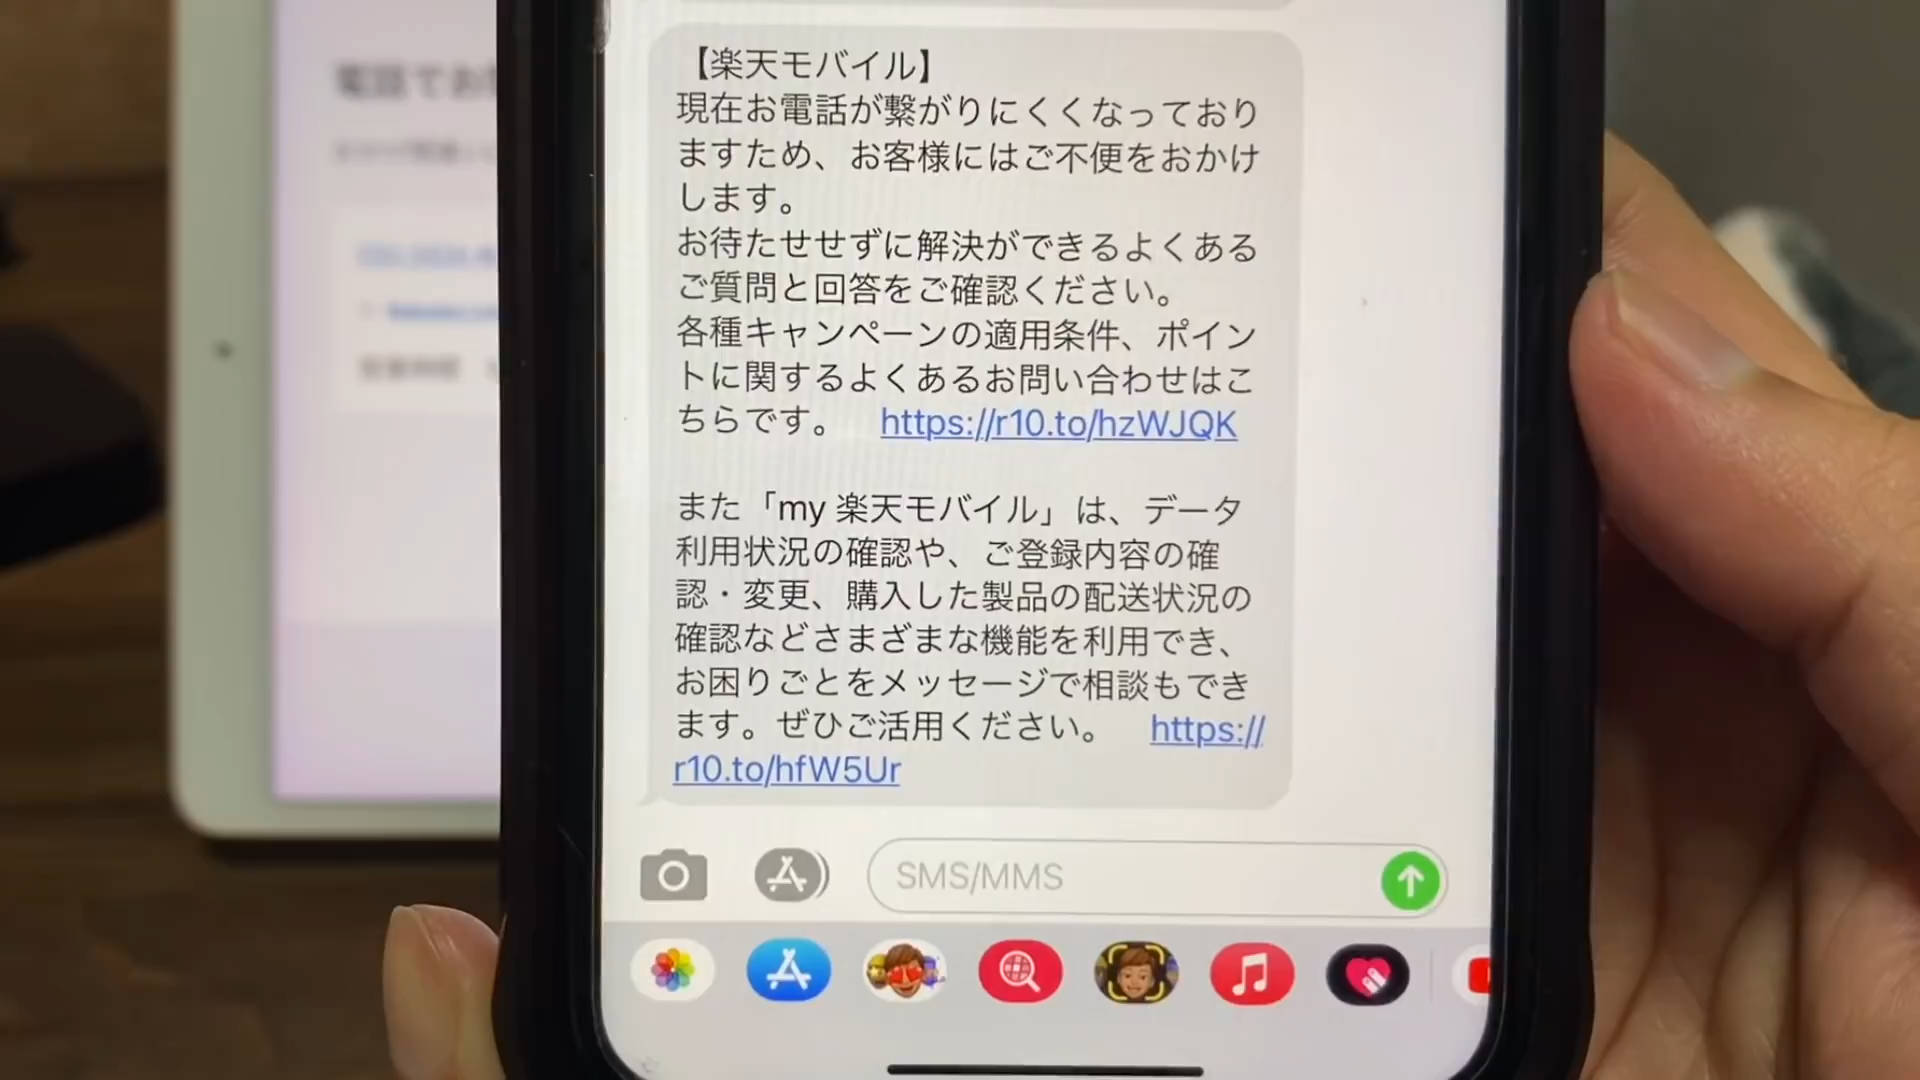 【楽天モバイル】
現在お電話が繋がりにくくなっており
ますため、お客様にはご不便をおかけ
します。
お待たせせずに解決ができるよくある
ご質問と回答をご確認ください。
各種キャンペーンの適用条件、ポイン
トに関するよくあるお問い合わせはこ
ちらです。 https://r10.to/hzWJQK
また「my 楽天モバイル」は、データ
利用状況の確認や、ご登録内容の確
認・変更、購入した製品の配送状況の
確認などさまざまな機能を利用でき、
お困りごとをメッセージで相談もでき
ます。ぜひご活用ください。 https://
r10.to/hfW5Ur
SMS/MMS
電話でお